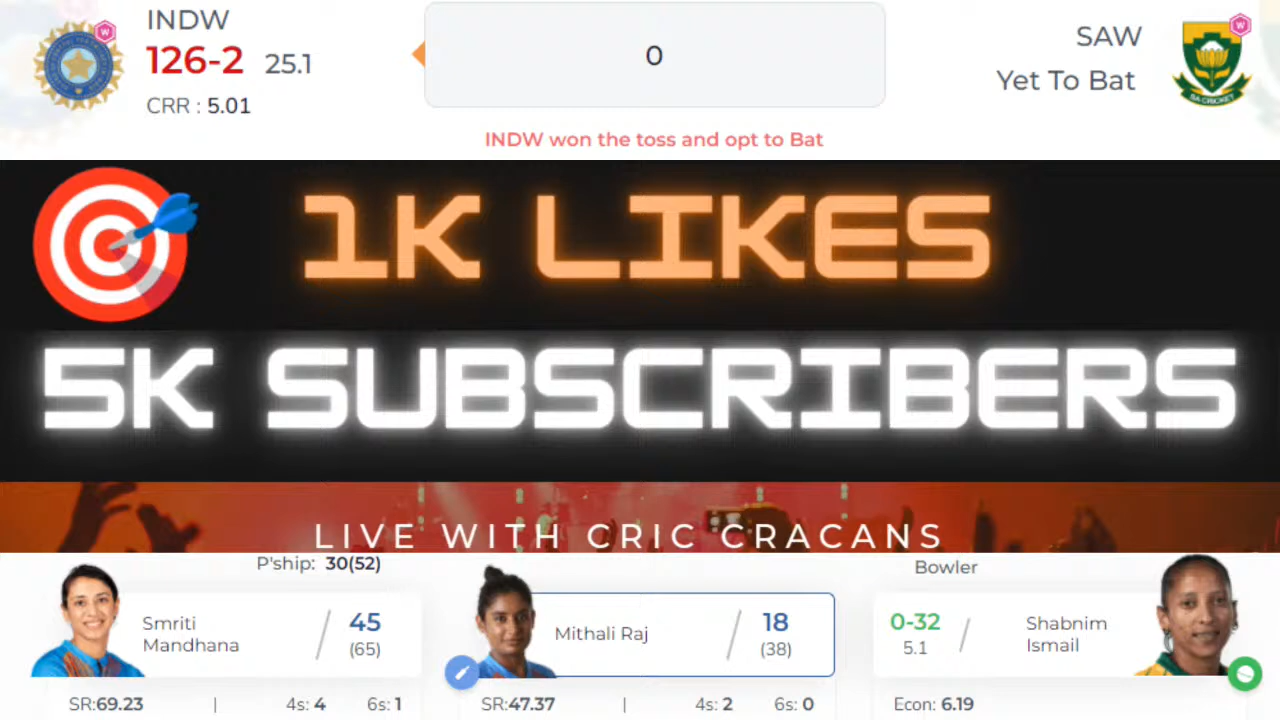 INDW
126-2 25.1
CRR : 5.01
0
INDW won the toss and opt to Bat
SAW
Yet To Bat
SA CRICKET
W
W
1K LIKES
5K SUBSCRIBERS
LIVE WITH CRIC CRACANS
P'ship: 30(52)
Smriti
Mandhana
45
(65)
SR:69.23 | 4s: 4 6s: 1
Mithali Raj
18
(38)
SR:47.37 | 4s: 2 6s: 0
Bowler
0-32
5.1
Shabnim
Ismail
Econ: 6.19